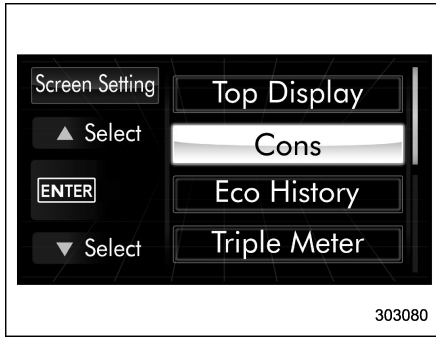 Screen Setting
▲ Select
ENTER
▼ Select
Top Display
Cons
Eco History
Triple Meter
303080